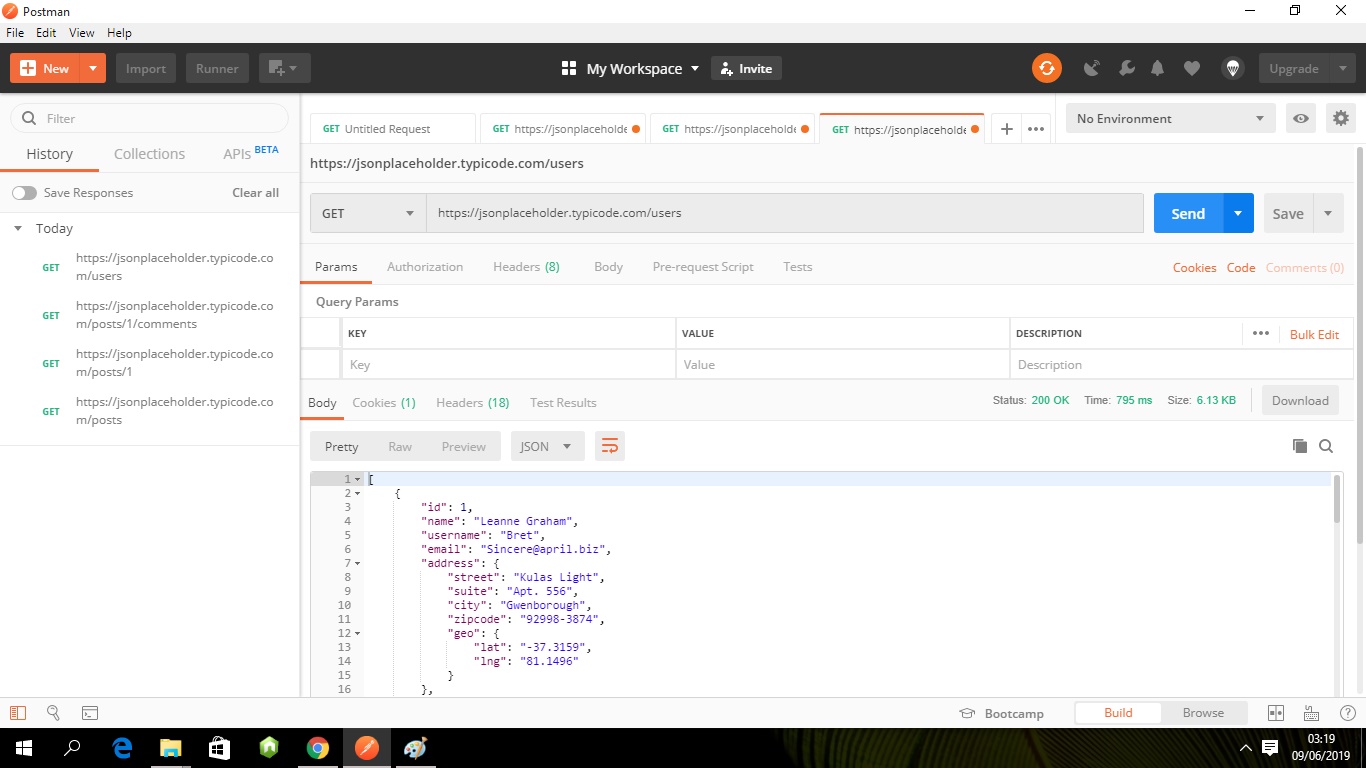 Postman
File Edit View Help
New Import Runner My Workspace Invite Upgrade
Filter
History Collections APIs BETA
Save Responses Clear all
Today
GET https://jsonplaceholder.typicode.co
m/users
GET https://jsonplaceholder.typicode.co
m/posts/1/comments
GET https://jsonplaceholder.typicode.co
m/posts/1
GET https://jsonplaceholder.typicode.co
m/posts
GET Untitled Request GET https://jsonplaceholde GET https://jsonplaceholde GET https://jsonplaceholde No Environment
https://jsonplaceholder.typicode.com/users
GET https://jsonplaceholder.typicode.com/users Send Save
Params Authorization Headers (8) Body Pre-request Script Tests Cookies Code Comments (0)
Query Params
KEY VALUE DESCRIPTION Bulk Edit
Key Value Description
Body Cookies (1) Headers (18) Test Results Status: 200 OK Time: 795 ms Size: 6.13 KB Download
Pretty Raw Preview JSON
1 [
2 {
3 "id": 1,
4 "name": "Leanne Graham",
5 "username": "Bret",
6 "email": "Sincere@april.biz",
7 "address": {
8 "street": "Kulas Light",
9 "suite": "Apt. 556",
10 "city": "Gwenborough",
11 "zipcode": "92998-3874",
12 "geo": {
13 "lat": "-37.3159",
14 "lng": "81.1496"
15 }
16 },
Bootcamp Build Browse
03:19
09/06/2019